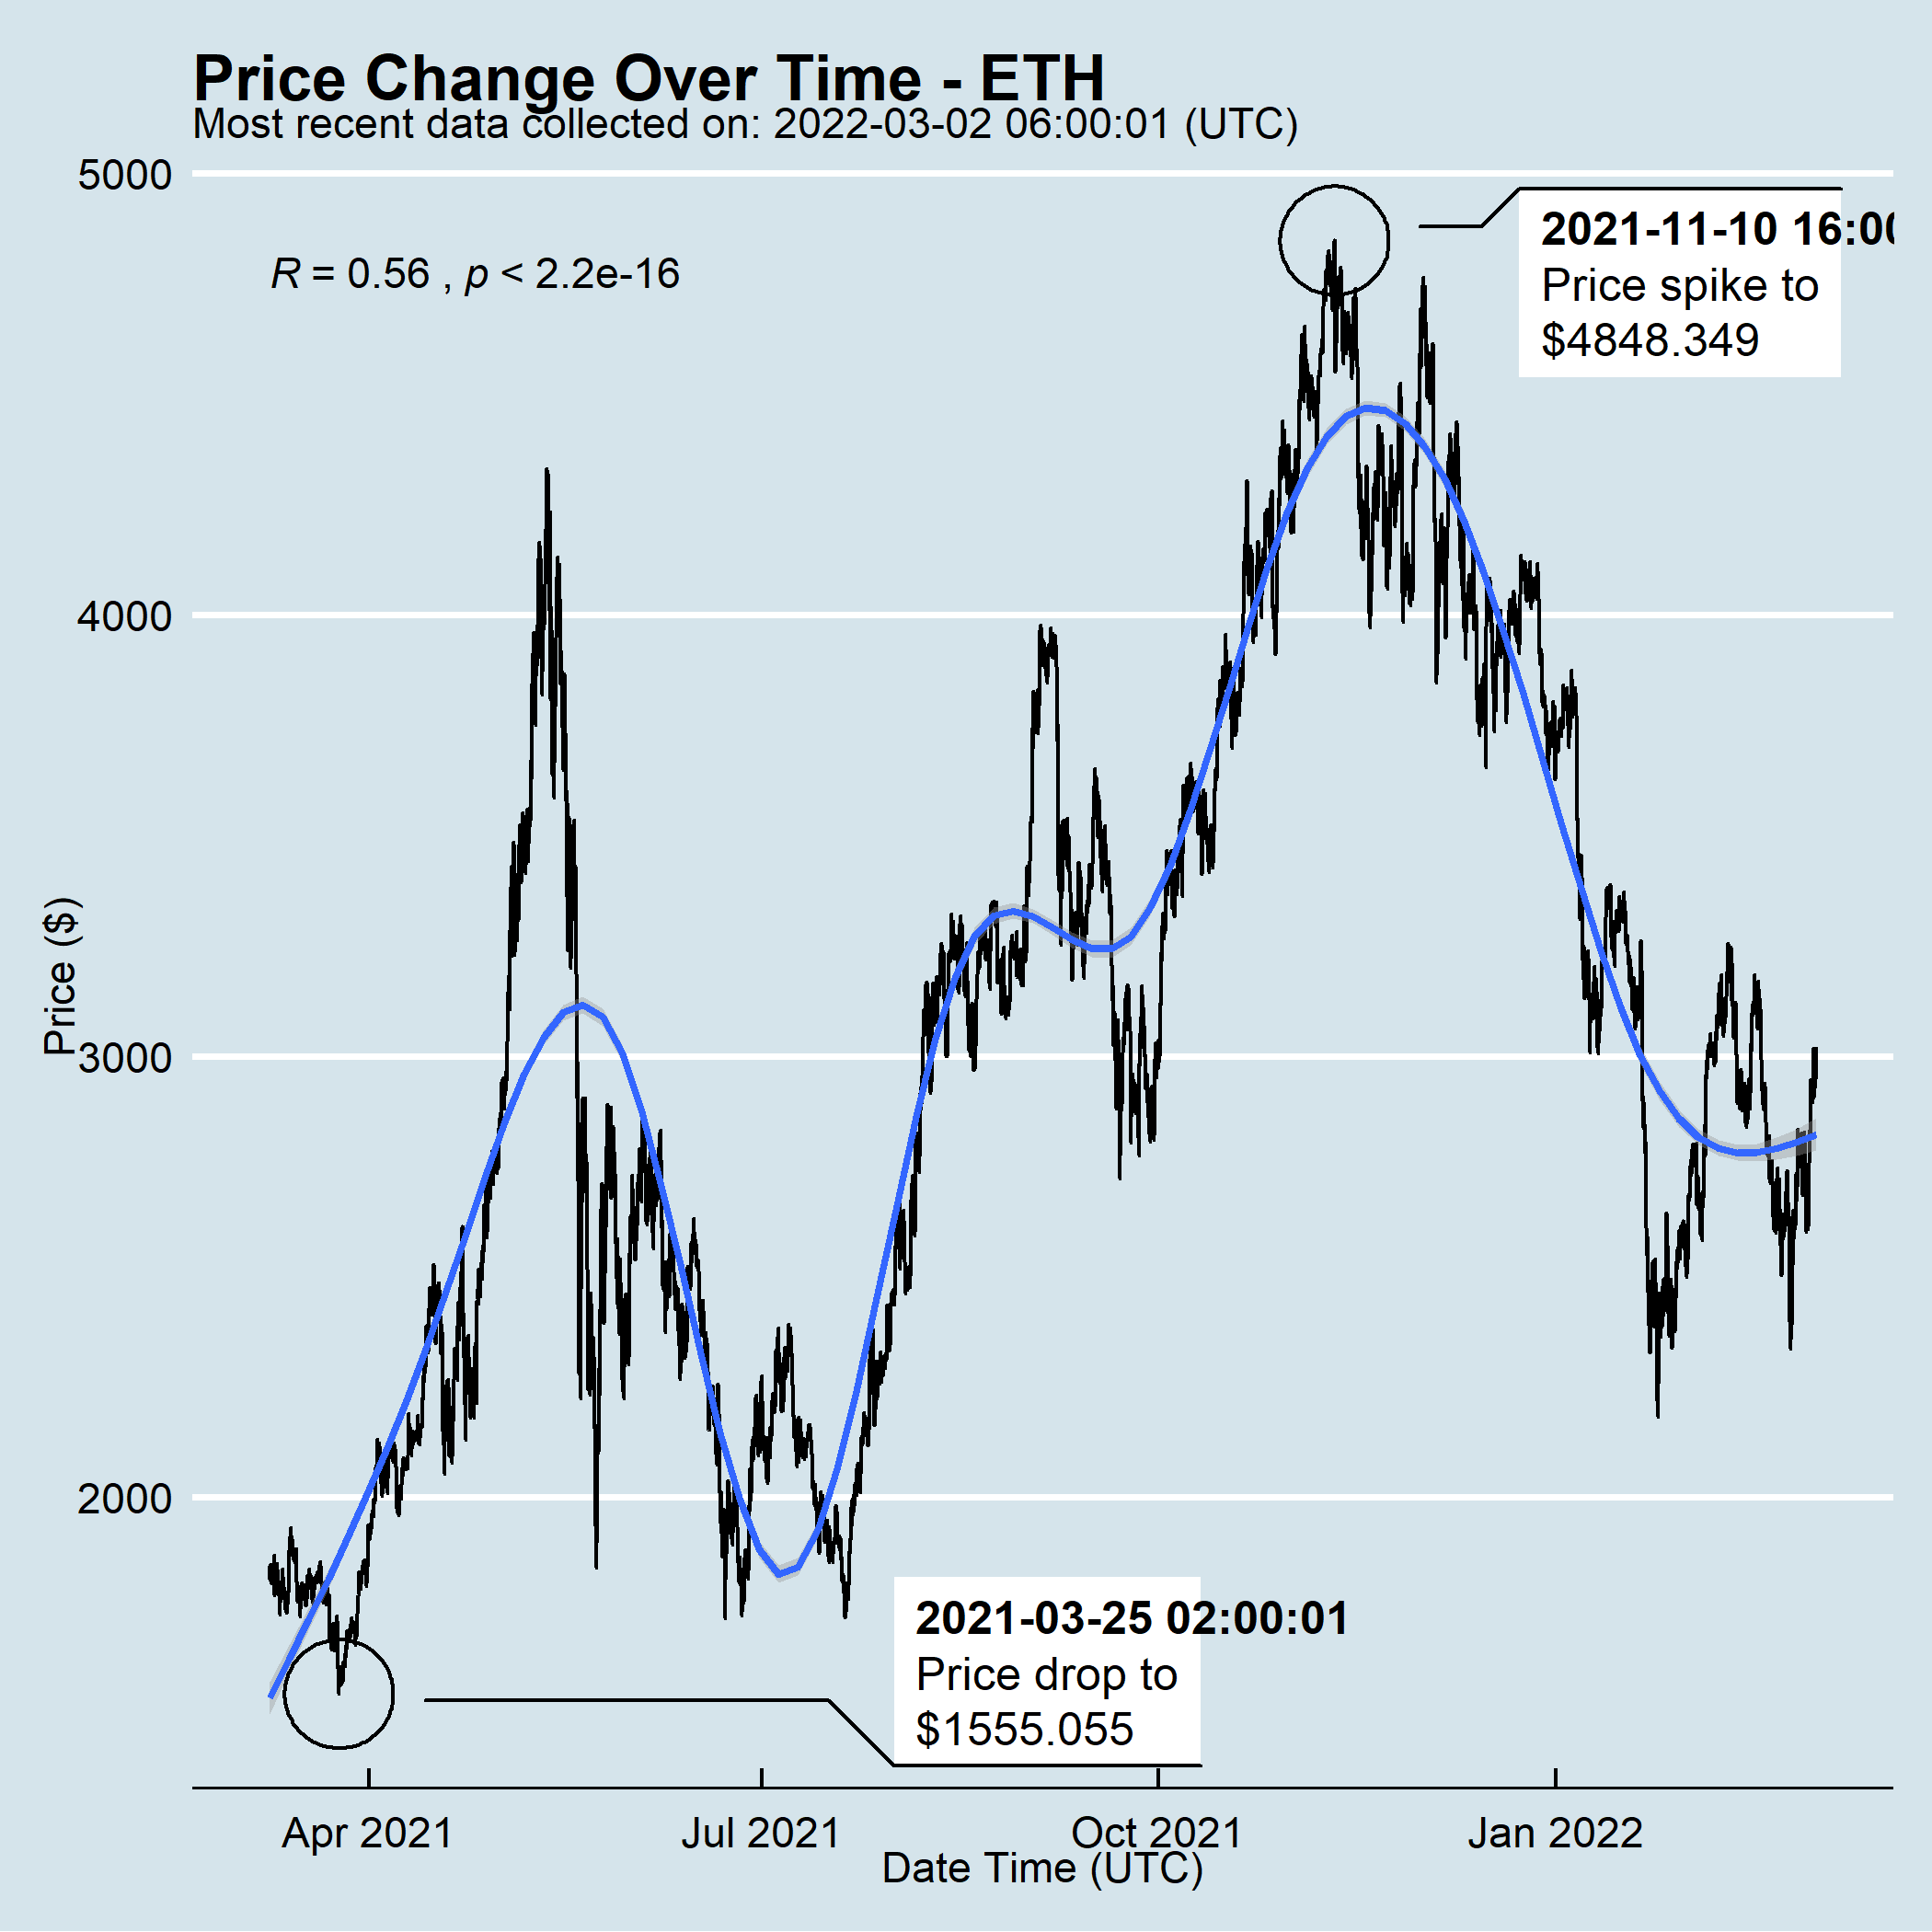 Price Change Over Time - ETH
Most recent data collected on: 2022-03-02 06:00:01 (UTC)
5000
2021-11-10 16:00
Price spike to
$4848.349
R = 0.56 , p < 2.2e-16
4000
Price ($)
3000
2000
2021-03-25 02:00:01
Price drop to
$1555.055
Apr 2021
Jul 2021
Oct 2021
Jan 2022
Date Time (UTC)